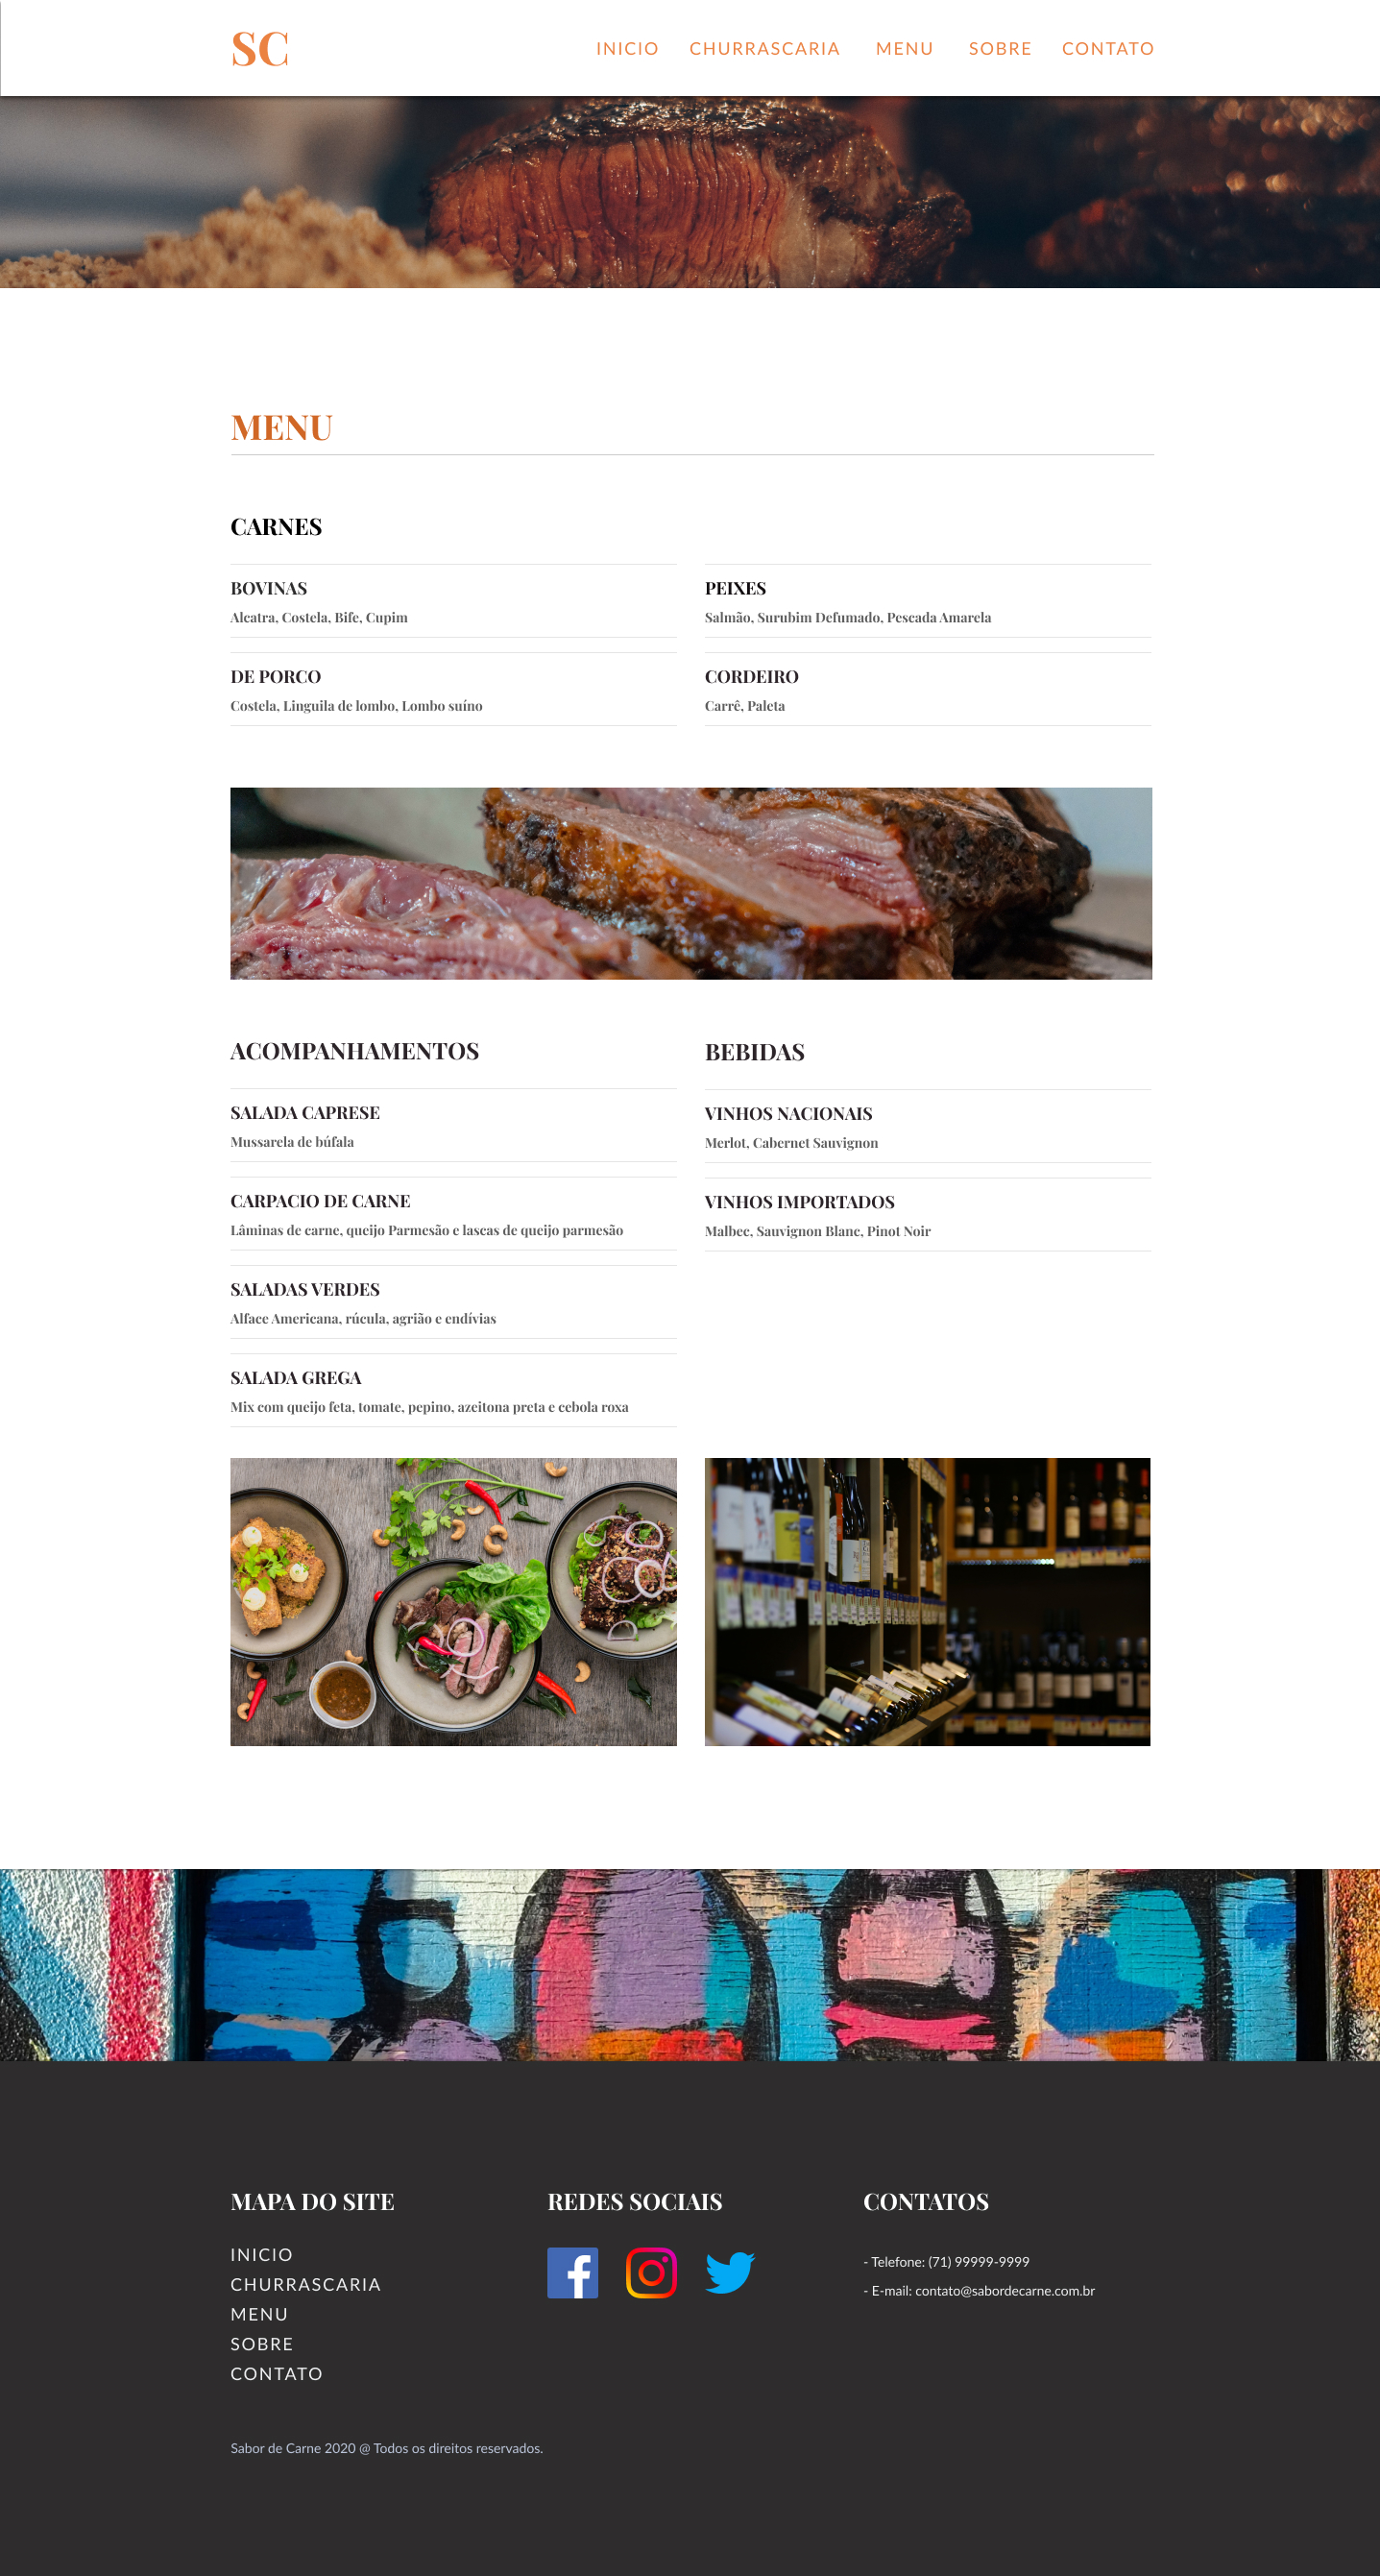 SC
INICIO CHURRASCARIA MENU SOBRE CONTATO
MENU
CARNES
BOVINAS
Alcatra, Costela, Bife, Cupim
PEIXES
Salmão, Surubim Defumado, Pescada Amarela
DE PORCO
Costela, Linguila de lombo, Lombo suíno
CORDEIRO
Carrê, Paleta
ACOMPANHAMENTOS
SALADA CAPRESE
Mussarela de búfala
CARPACIO DE CARNE
Lâminas de carne, queijo Parmesão e lascas de queijo parmesão
SALADAS VERDES
Alface Americana, rúcula, agrião e endívias
SALADA GREGA
Mix com queijo feta, tomate, pepino, azeitona preta e cebola roxa
BEBIDAS
VINHOS NACIONAIS
Merlot, Cabernet Sauvignon
VINHOS IMPORTADOS
Malbec, Sauvignon Blanc, Pinot Noir
MAPA DO SITE
INICIO
CHURRASCARIA
MENU
SOBRE
CONTATO
REDES SOCIAIS
CONTATOS
- Telefone: (71) 99999-9999
- E-mail: contato@sabordecarne.com.br
Sabor de Carne 2020 @ Todos os direitos reservados.